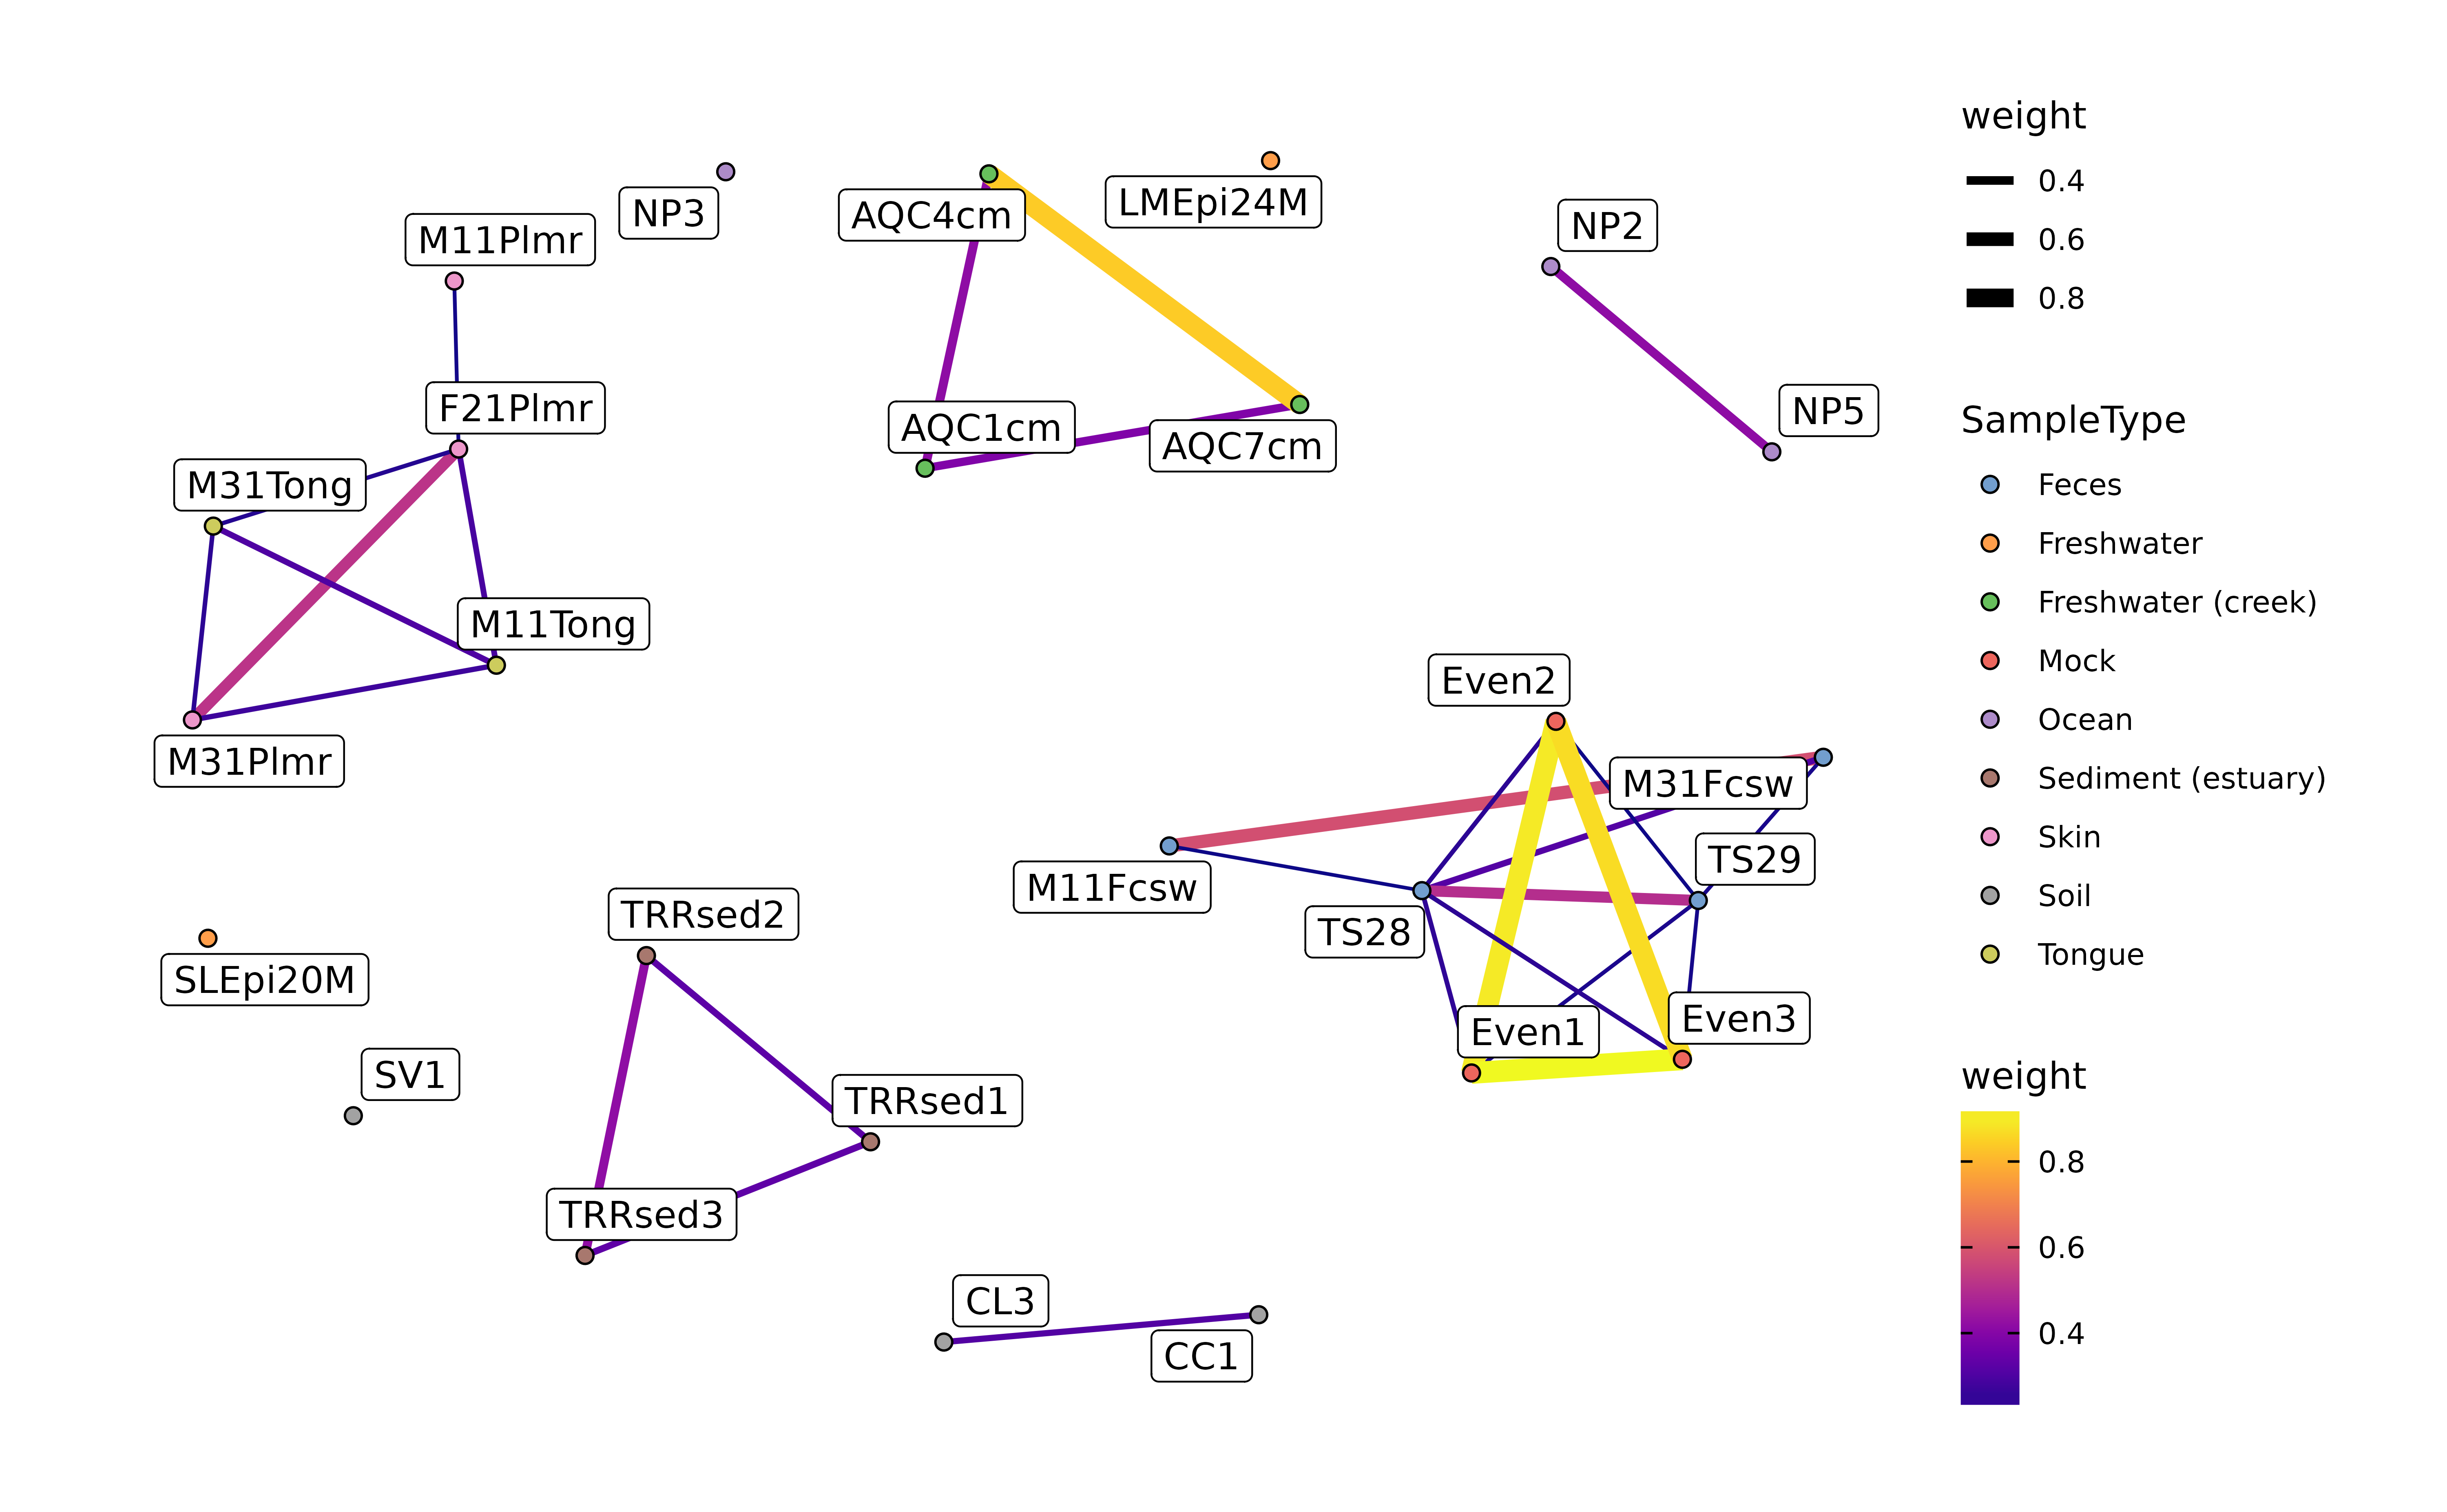 NP3
AQC4cm
LMEpi24M
NP2
M11Plmr
F21Plmr
AQC1cm
AQC7cm
NP5
M31Tong
M11Tong
M31Plmr
Even2
M31Fcsw
TS29
M11Fcsw
TS28
Even1
Even3
TRRsed2
SLEpi20M
SV1
TRRsed1
TRRsed3
CL3
CC1
weight
0.4
0.6
0.8
SampleType
Feces
Freshwater
Freshwater (creek)
Mock
Ocean
Sediment (estuary)
Skin
Soil
Tongue
weight
0.8
0.6
0.4